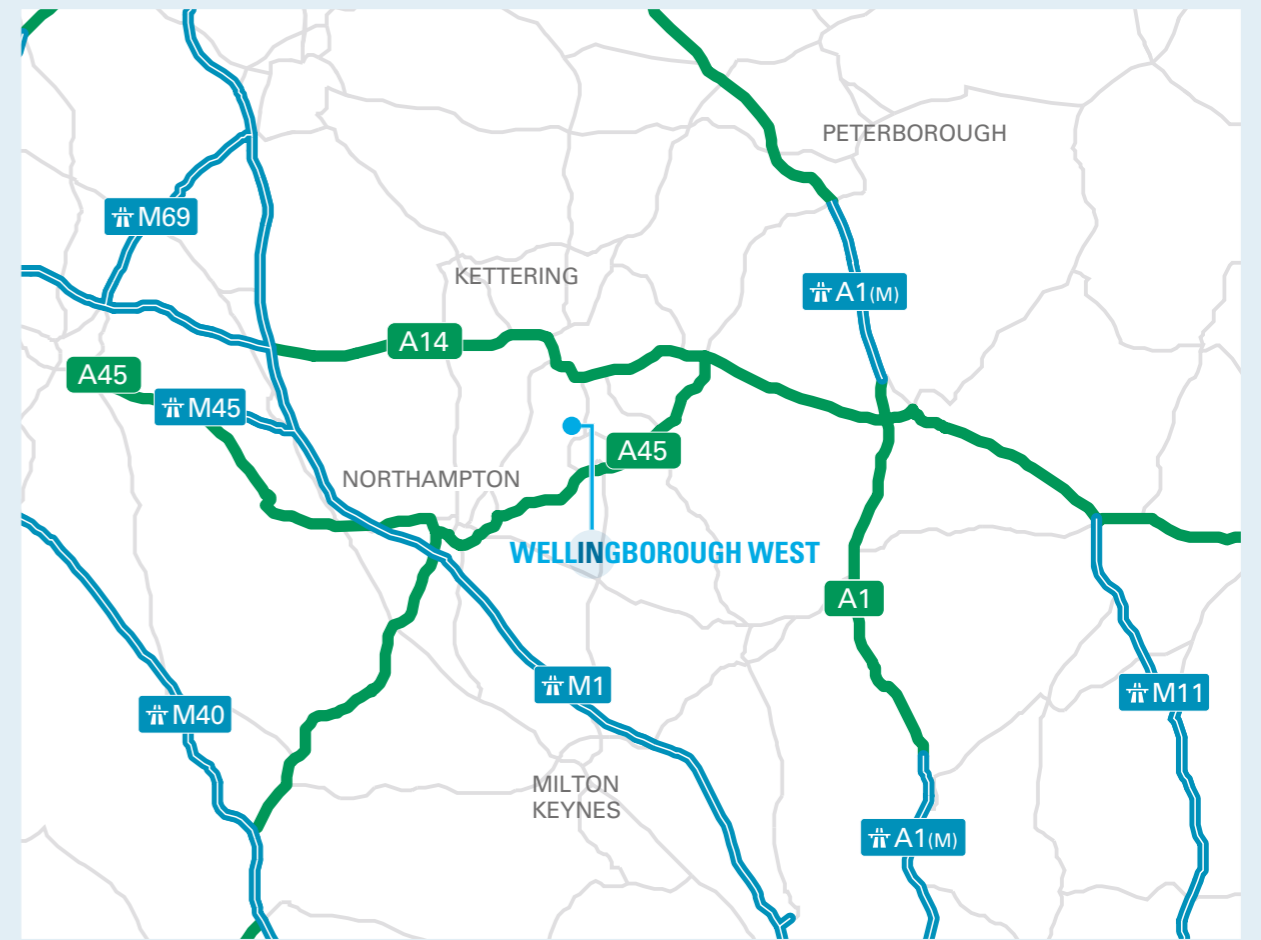 PETERBOROUGH
M69
KETTERING
A1(M)
A14
A45
M45
A45
NORTHAMPTON
WELLINGBOROUGH WEST
A1
M1
M11
M40
MILTON
KEYNES
A1(M)